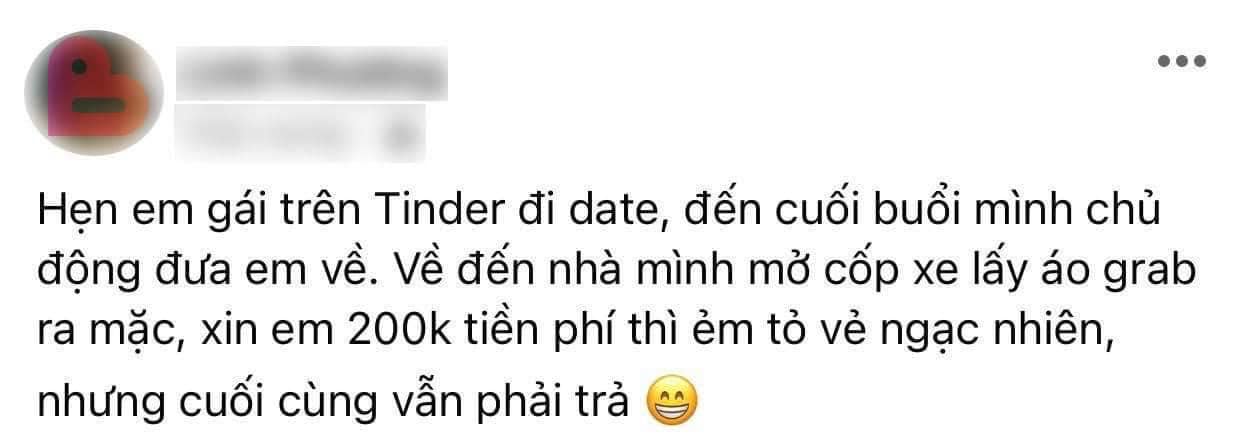 Hẹn em gái trên Tinder đi date, đến cuối buổi mình chủ
động đưa em về. Về đến nhà mình mở cốp xe lấy áo grab
ra mặc, xin em 200k tiền phí thì ẻm tỏ vẻ ngạc nhiên,
nhưng cuối cùng vẫn phải trả 😁